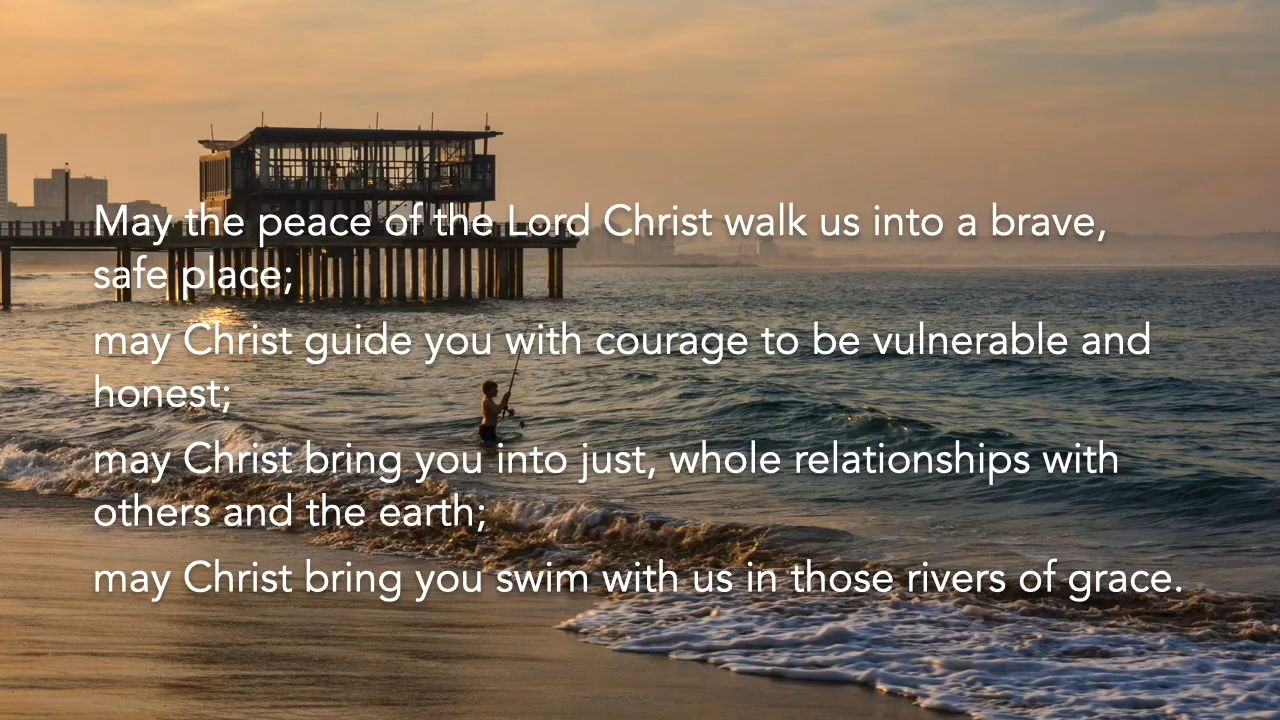 May the peace of the Lord Christ walk us into a brave,
safe place;
may Christ guide you with courage to be vulnerable and
honest;
may Christ bring you into just, whole relationships with
others and the earth;
may Christ bring you swim with us in those rivers of grace.